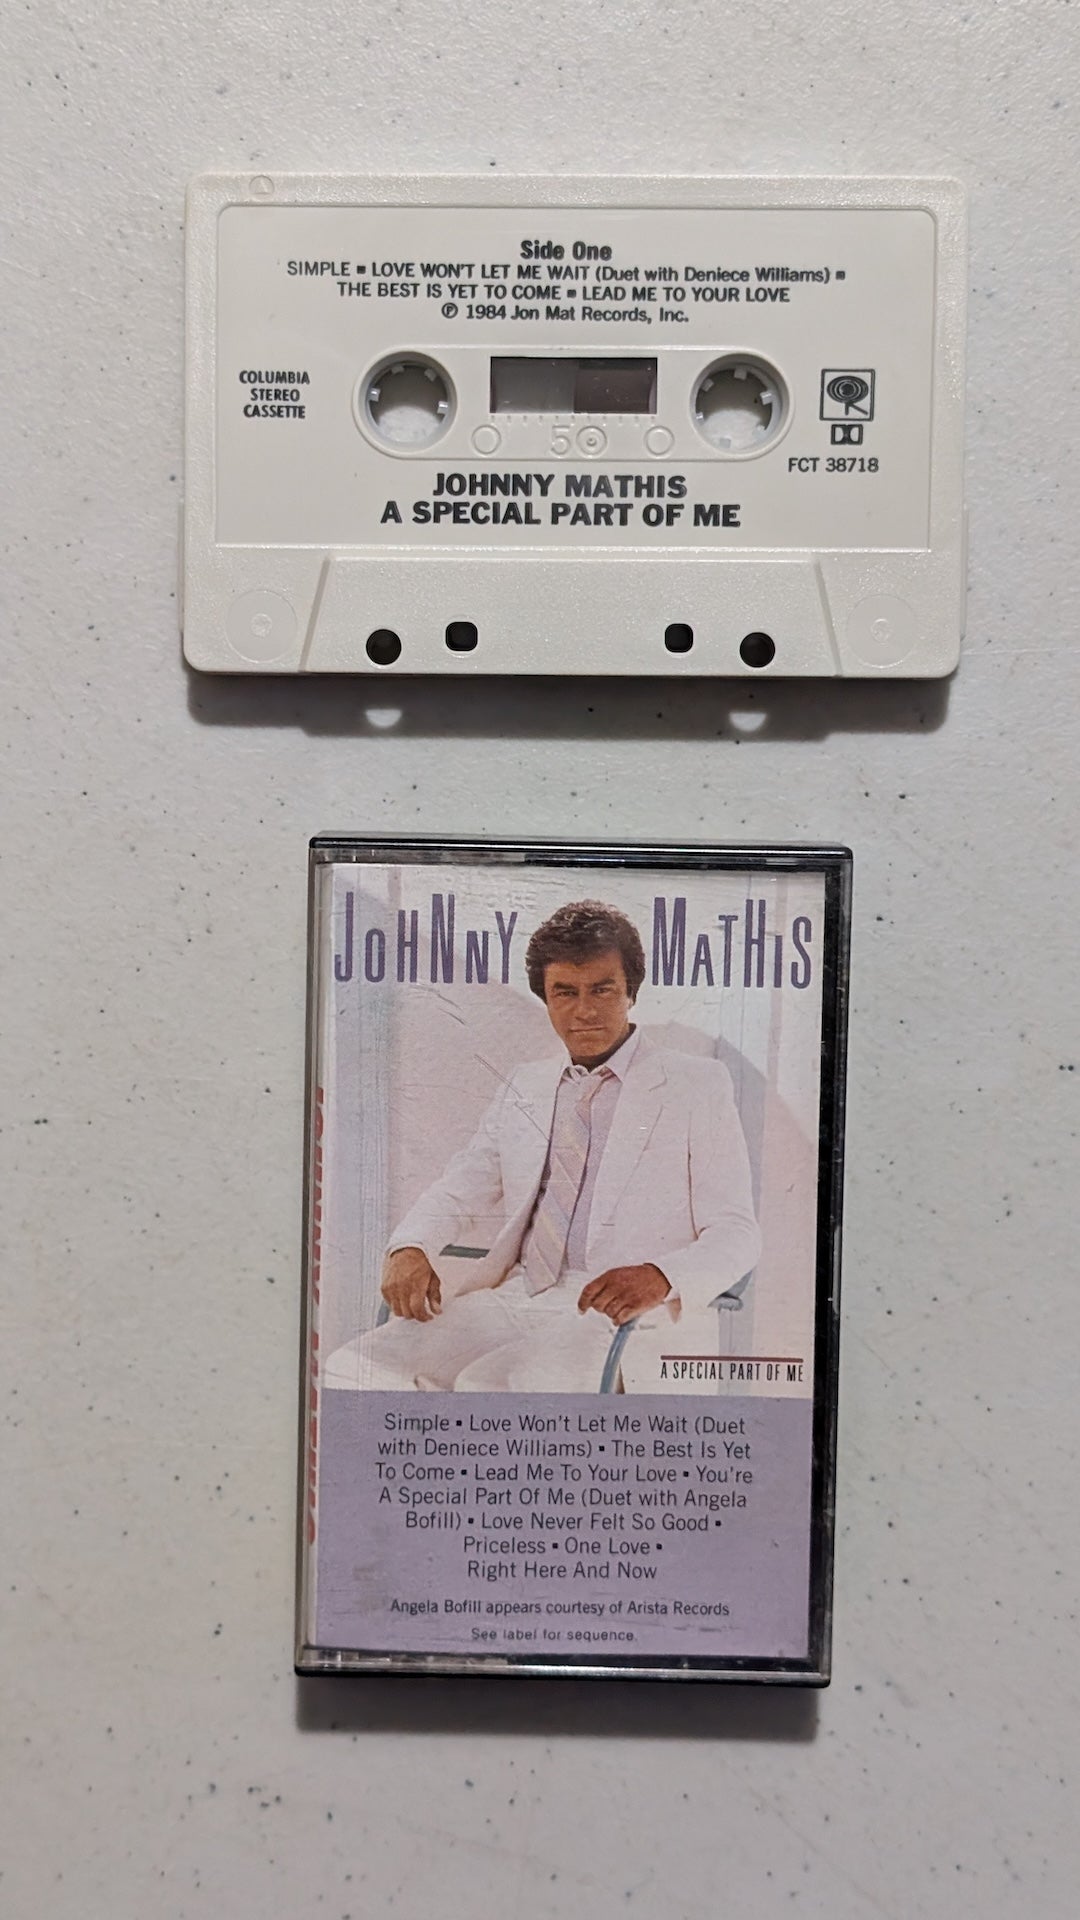 Side One
SIMPLE ▪ LOVE WON'T LET ME WAIT (Duet with Deniece Williams) ▪
THE BEST IS YET TO COME ▪ LEAD ME TO YOUR LOVE
℗ 1984 Jon Mat Records, Inc.
COLUMBIA
STEREO
CASSETTE
50
FCT 38718
JOHNNY MATHIS
A SPECIAL PART OF ME
JOHNNY MATHIS
A SPECIAL PART OF ME
Simple ▪ Love Won't Let Me Wait (Duet
with Deniece Williams) ▪ The Best Is Yet
To Come ▪ Lead Me To Your Love ▪ You're
A Special Part Of Me (Duet with Angela
Bofill) ▪ Love Never Felt So Good ▪
Priceless ▪ One Love ▪
Right Here And Now
Angela Bofill appears courtesy of Arista Records
See label for sequence.
JOHNNY MATHIS